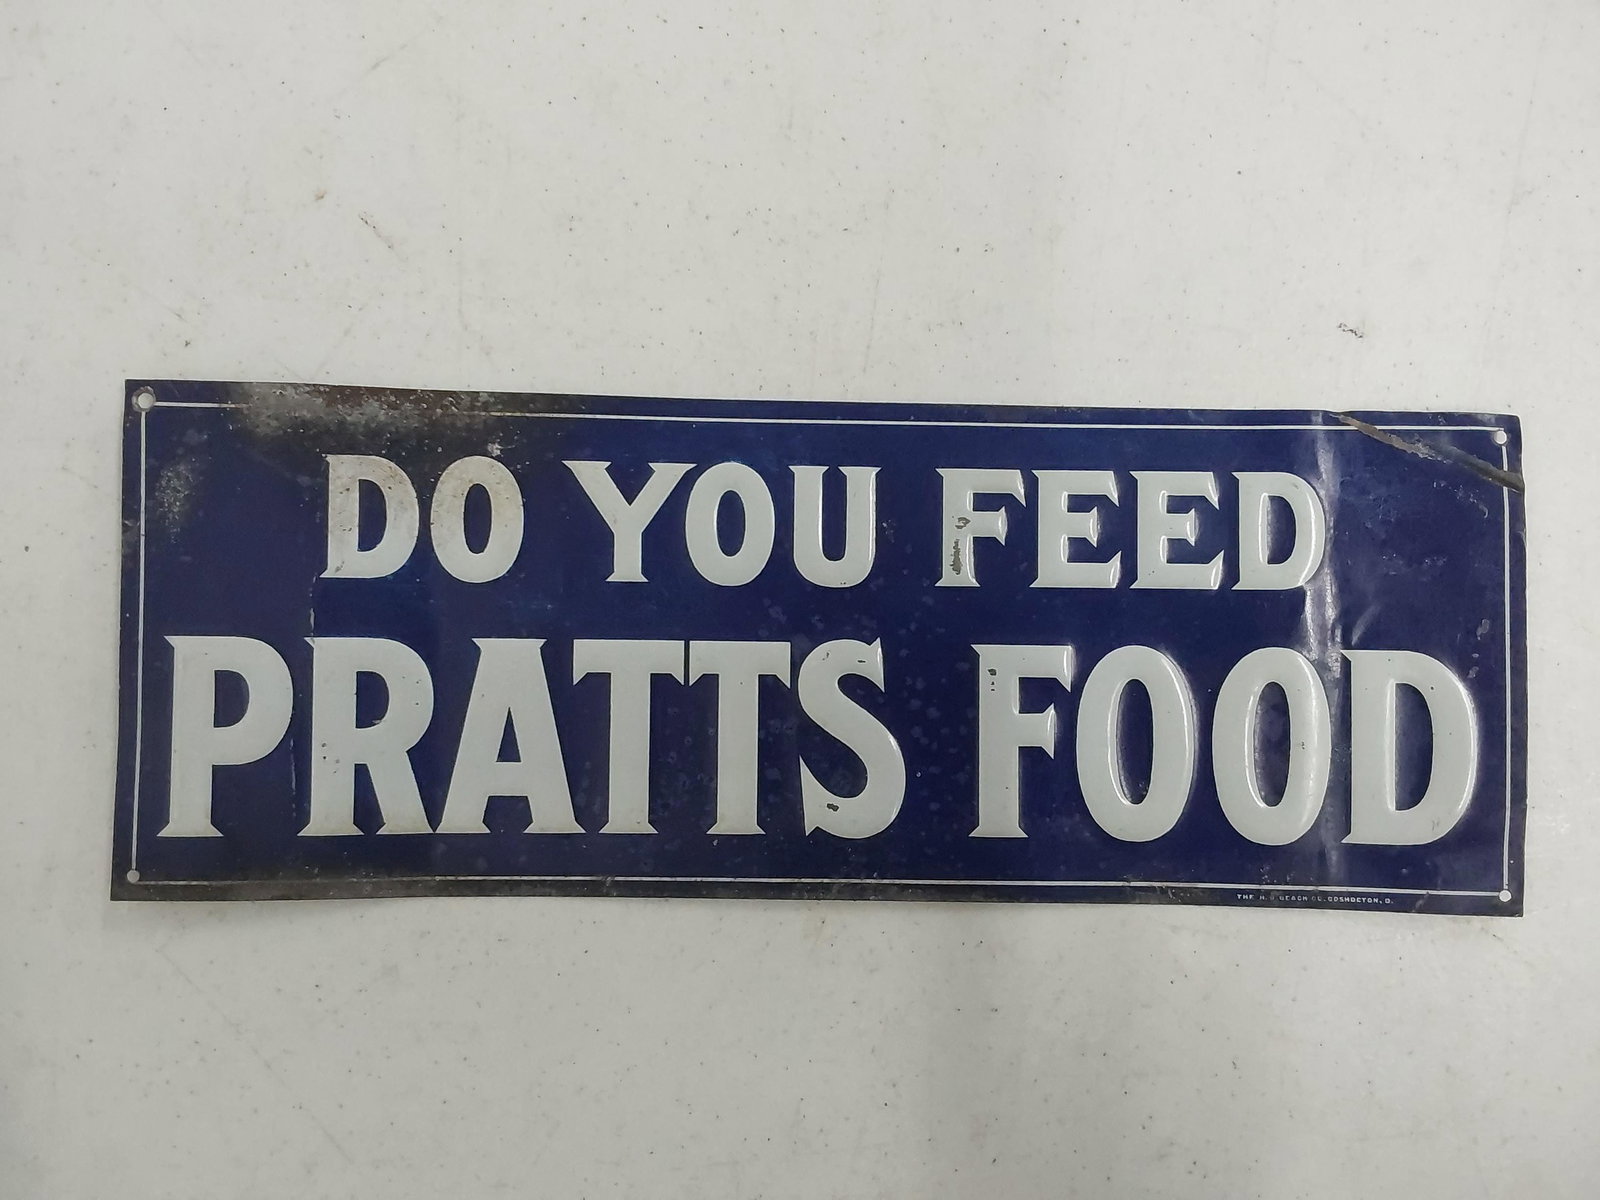 DO YOU FEED
PRATTS FOOD
THE H. D. BEACH CO. COSHOCTON, O.